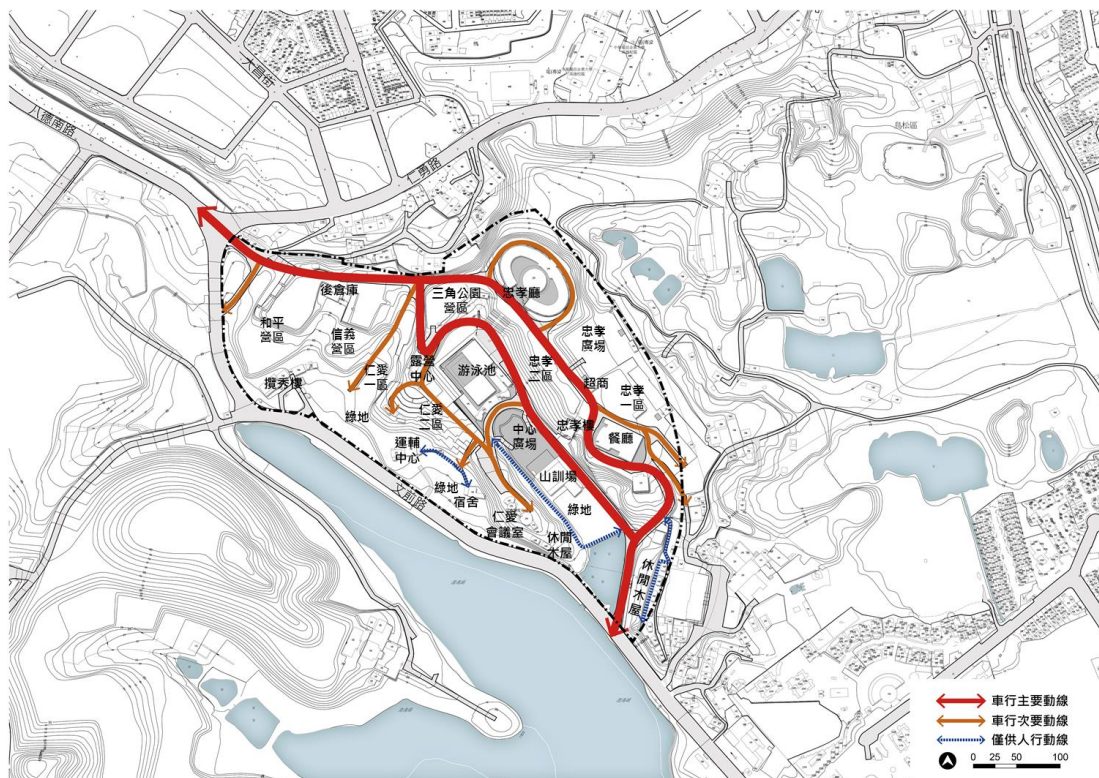 大昌街
八德南路
仁勇路
鳥松區
後倉庫
三角公園
營區
忠孝廳
和平
營區
信義
營區
忠孝
廣場
露營
中心
游泳池
忠孝
二區
仁愛
一區
超商
忠孝
一區
攬秀樓
綠地
仁愛
二區
中心
廣場
忠孝樓
餐廳
運輔
中心
山訓場
綠地
宿舍
綠地
文前路
仁愛
會議室
休閒
木屋
休閒木屋
車行主要動線
車行次要動線
僅供人行動線
0 25 50 100